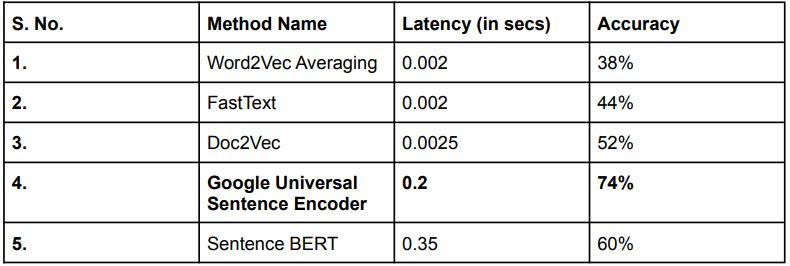 S. No. Method Name Latency (in secs) Accuracy
1. Word2Vec Averaging 0.002 38%
2. FastText 0.002 44%
3. Doc2Vec 0.0025 52%
4. Google Universal 0.2 74%
Sentence Encoder
5. Sentence BERT 0.35 60%